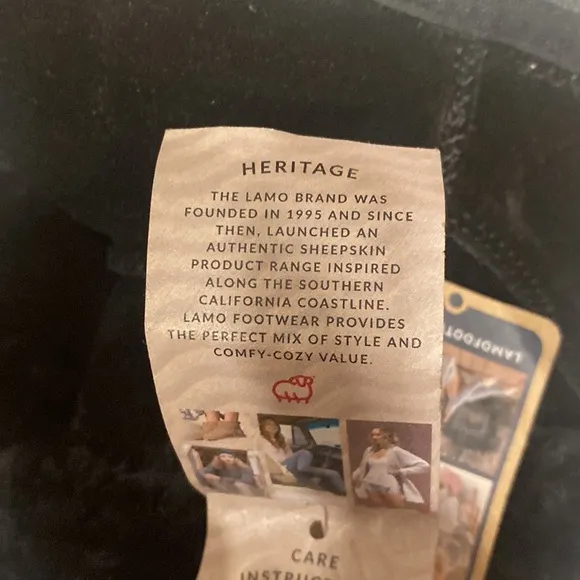 HERITAGE
THE LAMO BRAND WAS
FOUNDED IN 1995 AND SINCE
THEN, LAUNCHED AN
AUTHENTIC SHEEPSKIN
PRODUCT RANGE INSPIRED
ALONG THE SOUTHERN
CALIFORNIA COASTLINE.
LAMO FOOTWEAR PROVIDES
THE PERFECT MIX OF STYLE AND
COMFY-COZY VALUE.
CARE
LAMOFOOT